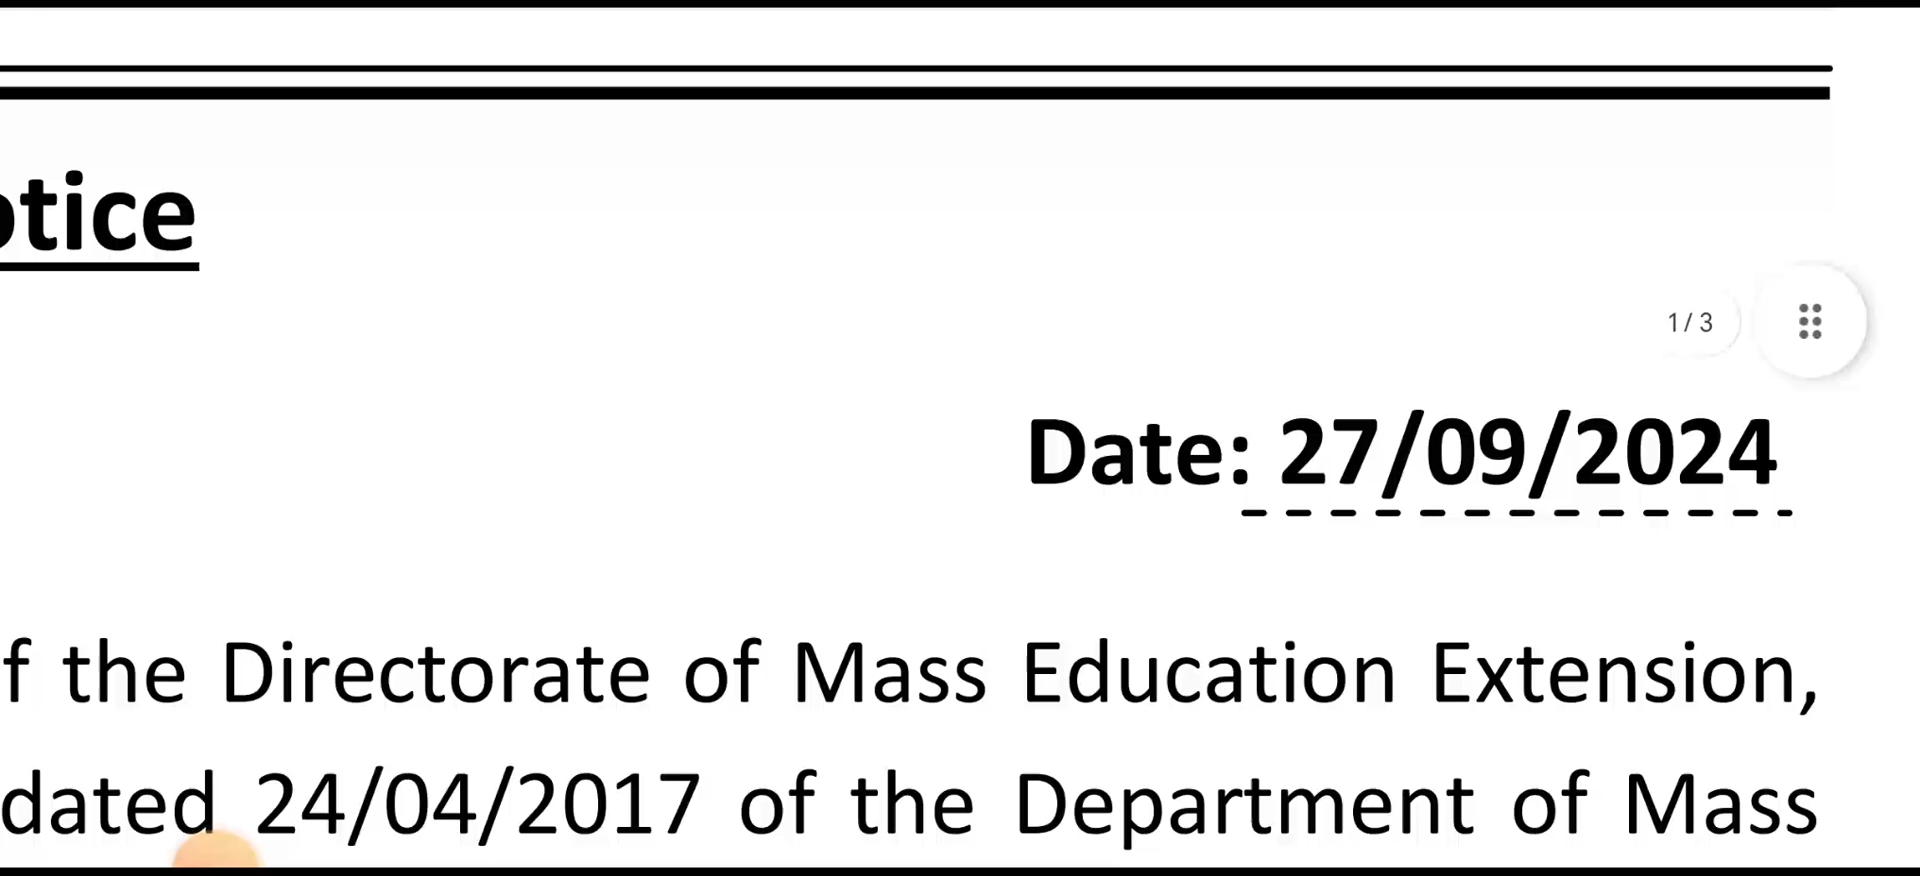 otice
1 / 3
Date: 27/09/2024
f the Directorate of Mass Education Extension,
dated 24/04/2017 of the Department of Mass